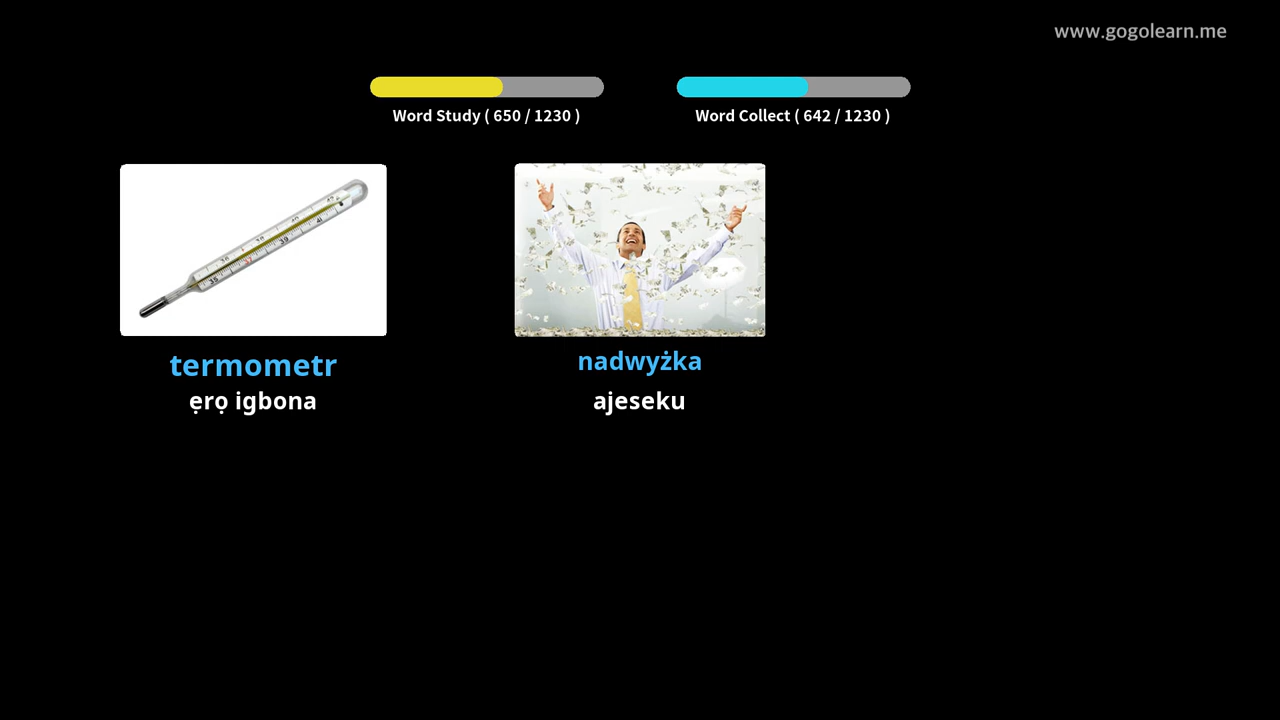 www.gogolearn.me
Word Study ( 650 / 1230 )
Word Collect ( 642 / 1230 )
termometr
ẹrọ igbona
nadwyżka
ajeseku